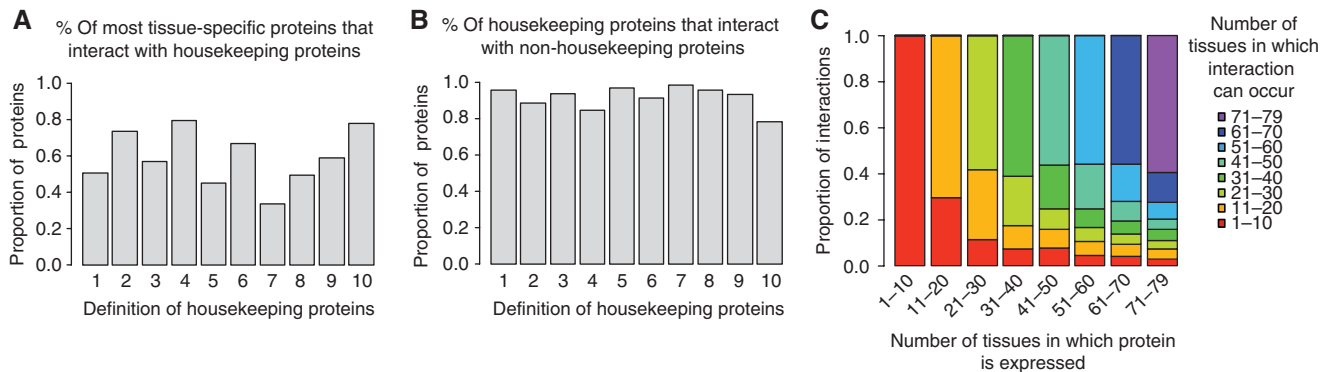 A
% Of most tissue-specific proteins that
interact with housekeeping proteins
Proportion of proteins
1.0
0.8
0.6
0.4
0.2
0.0
1 2 3 4 5 6 7 8 9 10
Definition of housekeeping proteins
B
% Of housekeeping proteins that interact
with non-housekeeping proteins
Proportion of proteins
1.0
0.8
0.6
0.4
0.2
0.0
1 2 3 4 5 6 7 8 9 10
Definition of housekeeping proteins
C
Proportion of interactions
1.0
0.8
0.6
0.4
0.2
0.0
1–10 11–20 21–30 31–40 41–50 51–60 61–70 71–79
Number of tissues in which protein
is expressed
Number of
tissues in which
interaction
can occur
71–79
61–70
51–60
41–50
31–40
21–30
11–20
1–10